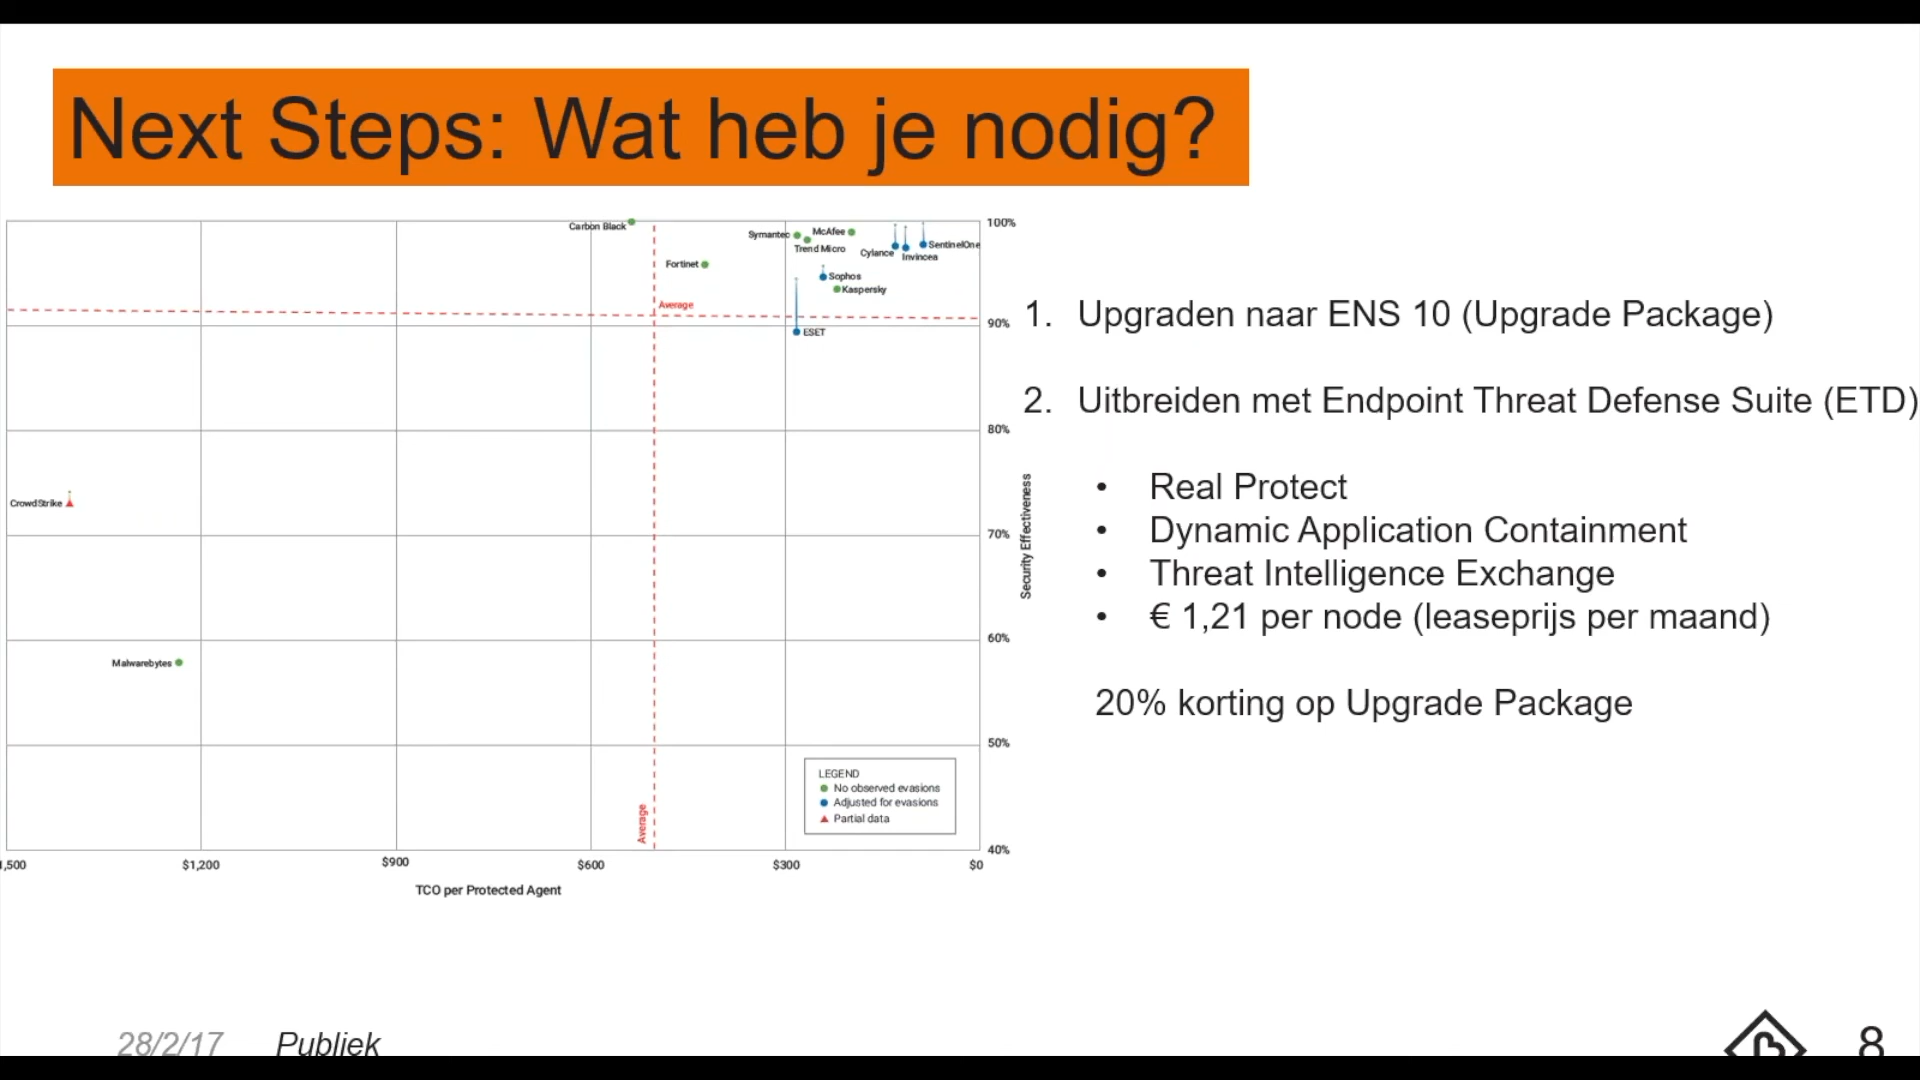 Next Steps: Wat heb je nodig?
Carbon Black
Symantec
McAfee
Trend Micro
Cylance
Invincea
SentinelOne
Fortinet
Sophos
Kaspersky
Average
ESET
CrowdStrike
Malwarebytes
Average
100%
90%
80%
70%
60%
50%
40%
Security Effectiveness
LEGEND
No observed evasions
Adjusted for evasions
Partial data
,500
$1,200
$900
$600
$300
$0
TCO per Protected Agent
1. Upgraden naar ENS 10 (Upgrade Package)
2. Uitbreiden met Endpoint Threat Defense Suite (ETD)
• Real Protect
• Dynamic Application Containment
• Threat Intelligence Exchange
• € 1,21 per node (leaseprijs per maand)
20% korting op Upgrade Package
28/2/17
Publiek
8